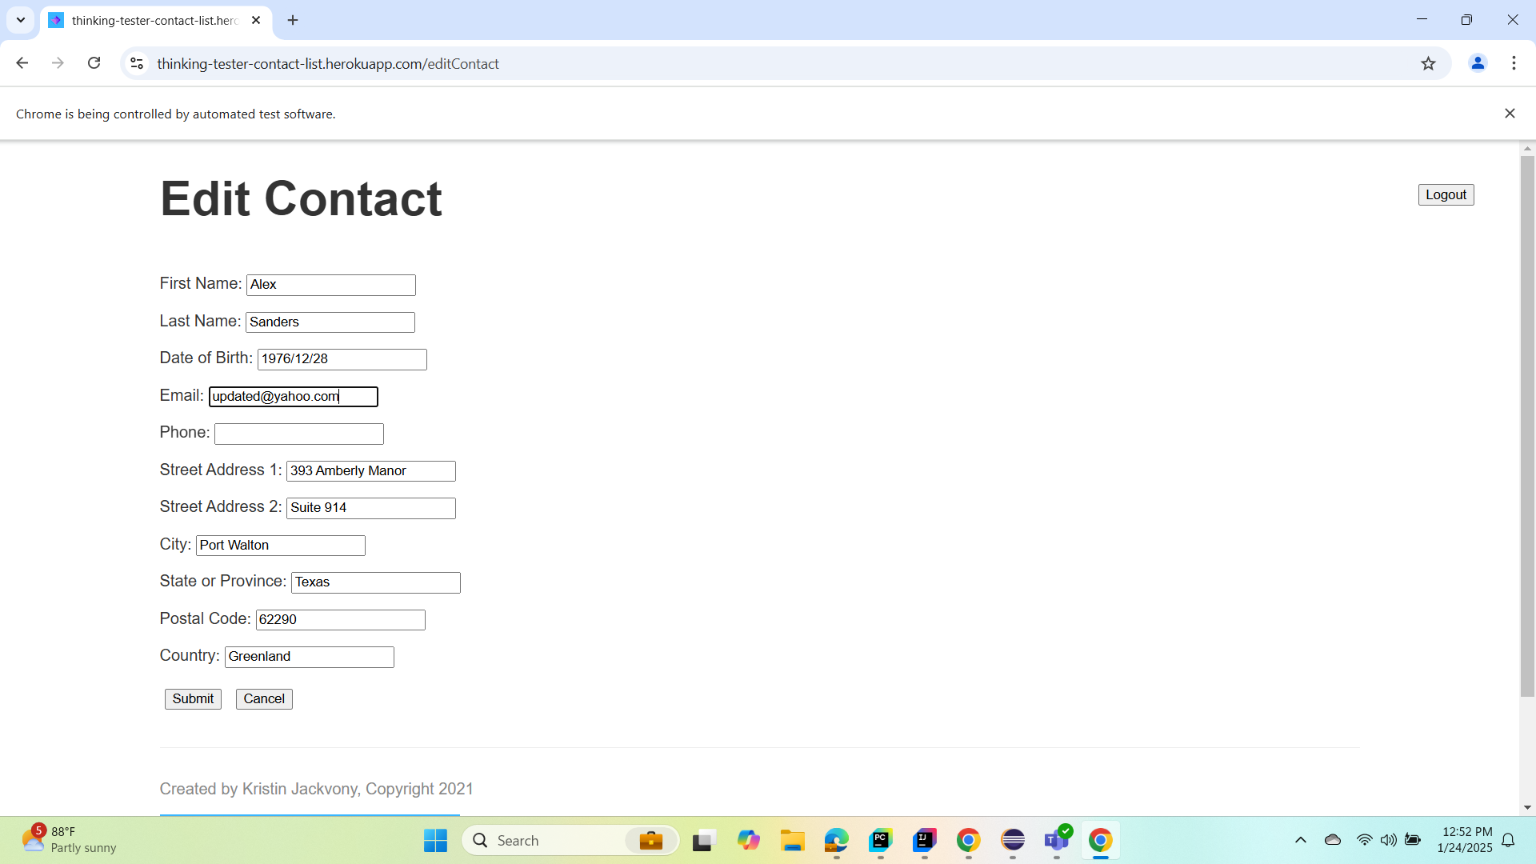 thinking-tester-contact-list.herc
thinking-tester-contact-list.herokuapp.com/editContact
Chrome is being controlled by automated test software.
Edit Contact
Logout
First Name: Alex
Last Name: Sanders
Date of Birth: 1976/12/28
Email: updated@yahoo.com
Phone:
Street Address 1: 393 Amberly Manor
Street Address 2: Suite 914
City: Port Walton
State or Province: Texas
Postal Code: 62290
Country: Greenland
Submit Cancel
Created by Kristin Jackvony, Copyright 2021
5
88°F
Partly sunny
Search
PC
IJ
12:52 PM
1/24/2025